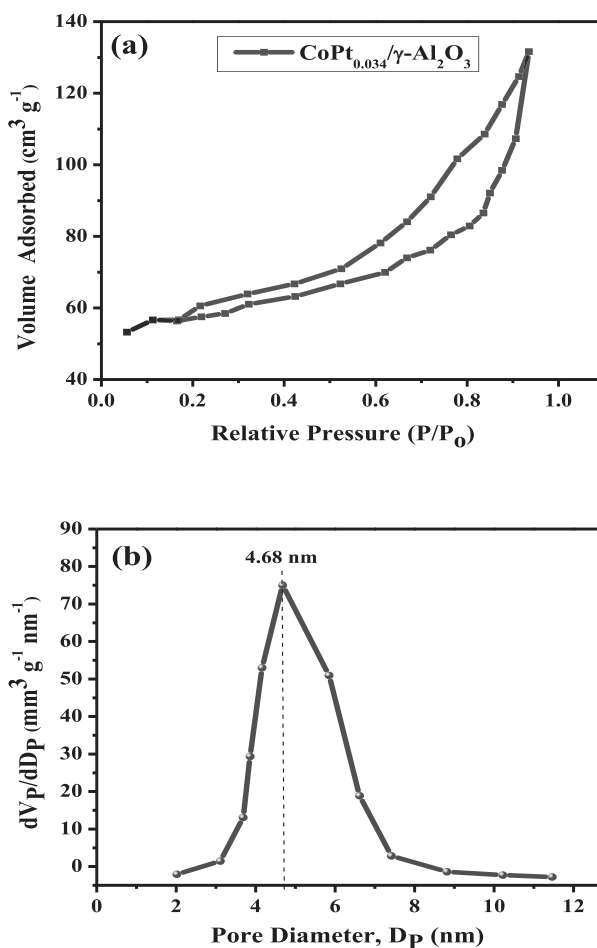 (a)
CoPt0.034/γ-Al2O3
Volume Adsorbed (cm3 g-1)
140
120
100
80
60
40
0.0 0.2 0.4 0.6 0.8 1.0
Relative Pressure (P/Po)
(b)
4.68 nm
dVp/dDp (mm3 g-1 nm-1)
90
80
70
60
50
40
30
20
10
0
0 2 4 6 8 10 12
Pore Diameter, Dp (nm)